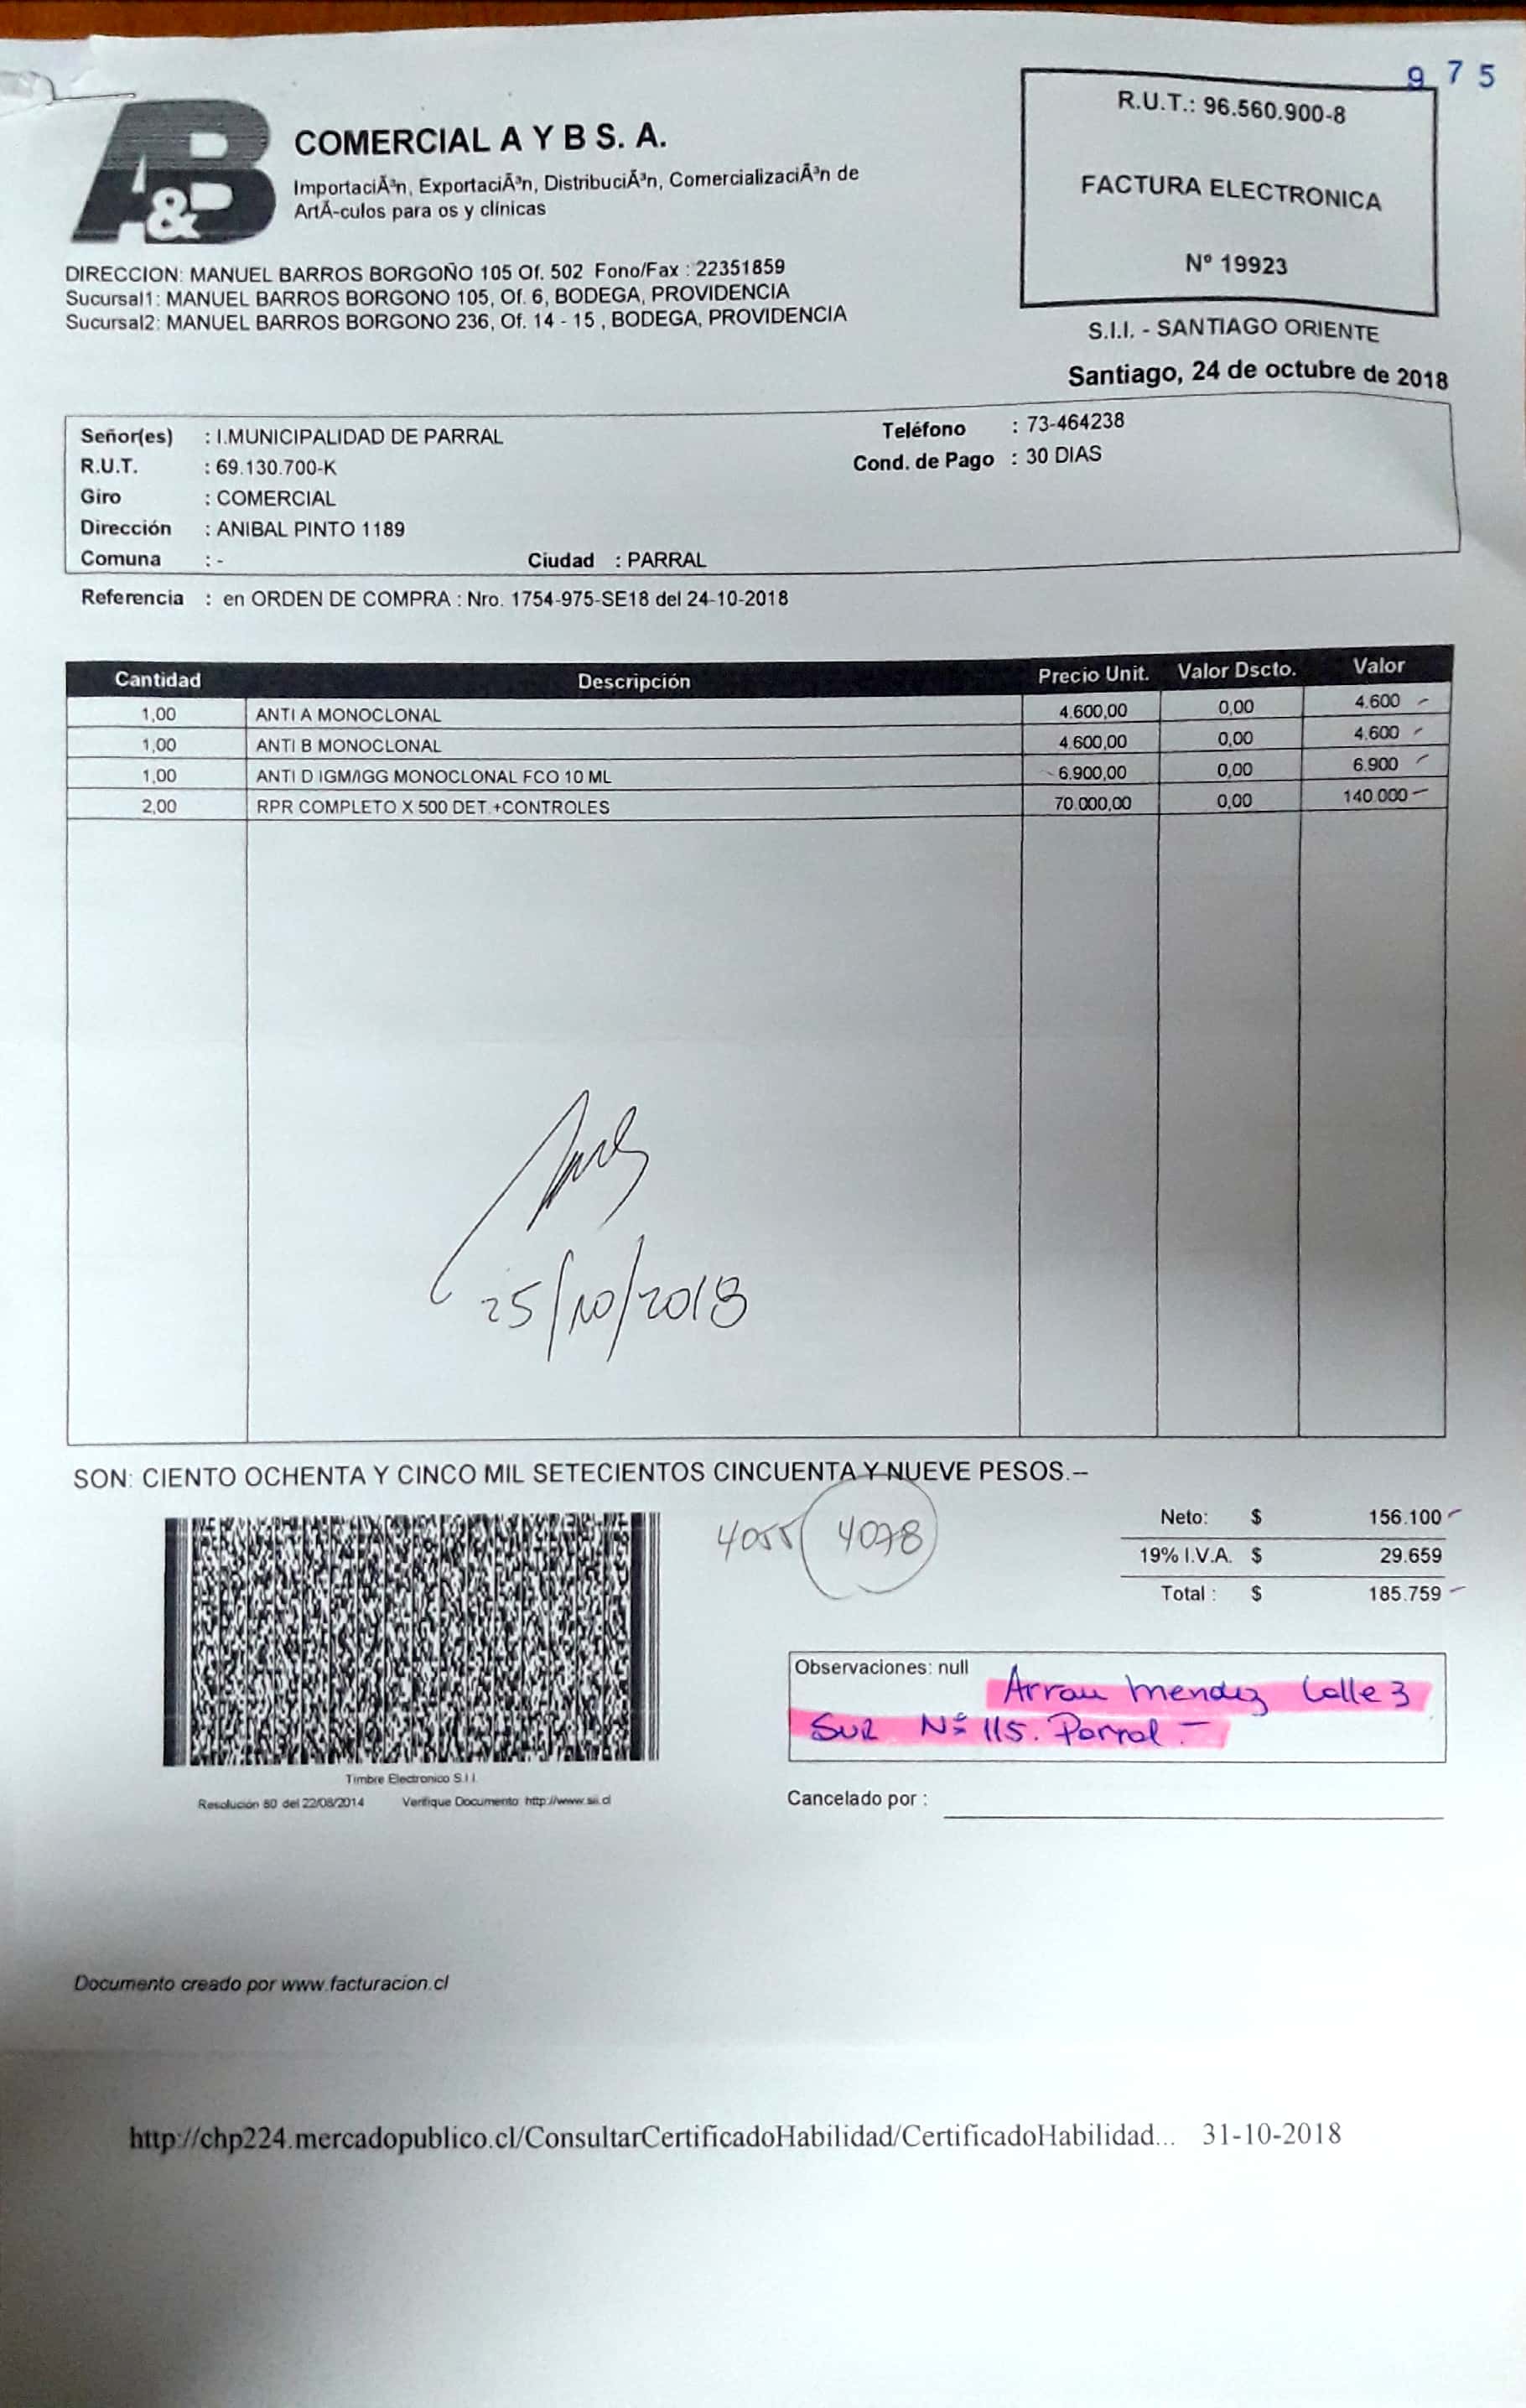 9 7 5
A&B
COMERCIAL A Y B S. A.
ImportaciÃ³n, ExportaciÃ³n, DistribuciÃ³n, ComercializaciÃ³n de
ArtÃ-culos para os y clínicas
DIRECCION: MANUEL BARROS BORGOÑO 105 Of. 502 Fono/Fax : 22351859
Sucursal1: MANUEL BARROS BORGONO 105, Of. 6, BODEGA, PROVIDENCIA
Sucursal2: MANUEL BARROS BORGONO 236, Of. 14 - 15 , BODEGA, PROVIDENCIA
R.U.T.: 96.560.900-8
FACTURA ELECTRONICA
Nº 19923
S.I.I. - SANTIAGO ORIENTE
Santiago, 24 de octubre de 2018
Señor(es) : I.MUNICIPALIDAD DE PARRAL Teléfono : 73-464238
R.U.T. : 69.130.700-K Cond. de Pago : 30 DIAS
Giro : COMERCIAL
Dirección : ANIBAL PINTO 1189
Comuna : - Ciudad : PARRAL
Referencia : en ORDEN DE COMPRA : Nro. 1754-975-SE18 del 24-10-2018
Cantidad Descripción Precio Unit. Valor Dscto. Valor
1,00 ANTI A MONOCLONAL 4.600,00 0,00 4.600
1,00 ANTI B MONOCLONAL 4.600,00 0,00 4.600
1,00 ANTI D IGM/IGG MONOCLONAL FCO 10 ML 6.900,00 0,00 6.900
2,00 RPR COMPLETO X 500 DET.+CONTROLES 70.000,00 0,00 140.000
25/10/2018
SON: CIENTO OCHENTA Y CINCO MIL SETECIENTOS CINCUENTA Y NUEVE PESOS.--
4055 4078
Neto: $ 156.100
19% I.V.A. $ 29.659
Total : $ 185.759
Observaciones: null
Arrau Mendez Calle 3
Sur Nº 115. Parral -
Timbre Electronico S.I.I.
Resolución 80 del 22/08/2014 Verifique Documento: http://www.sii.cl
Cancelado por :
Documento creado por www.facturacion.cl
http://chp224.mercadopublico.cl/ConsultarCertificadoHabilidad/CertificadoHabilidad... 31-10-2018